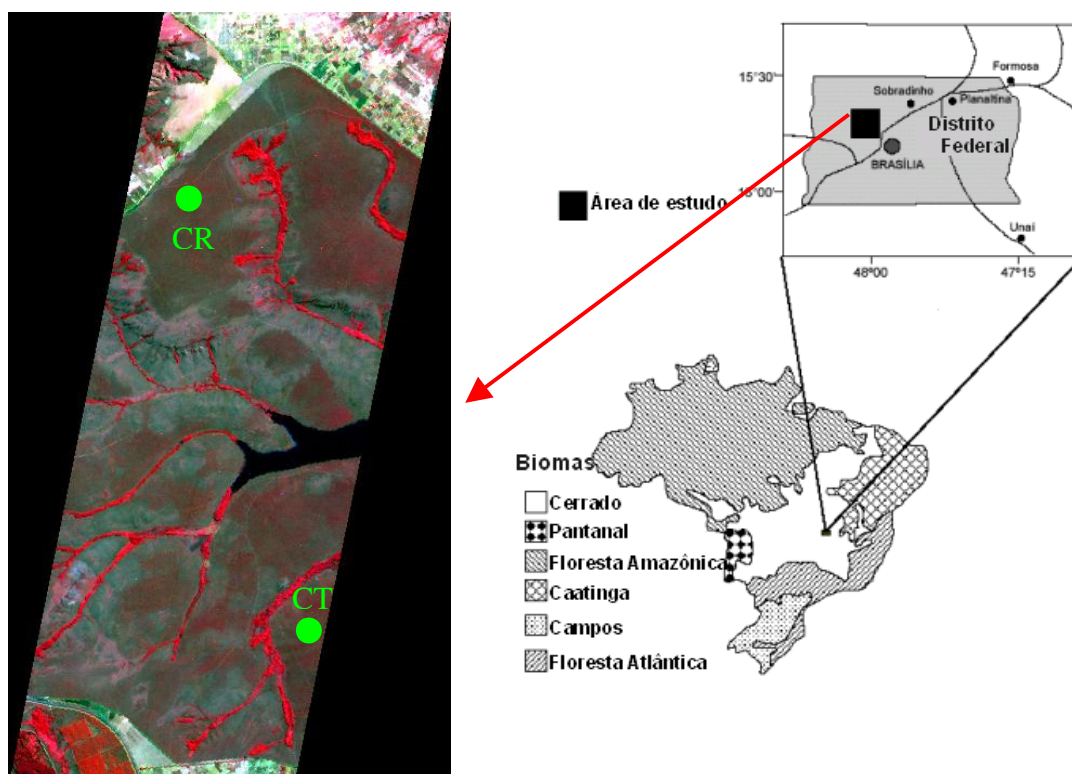 CR
CT
Formosa
15°30'
Sobradinho
Planaltina
Distrito
Federal
BRASÍLIA
Área de estudo
00'
Unaí
48°00
47°15
Biomas
Cerrado
Pantanal
Floresta Amazônica
Caatinga
Campos
Floresta Atlântica